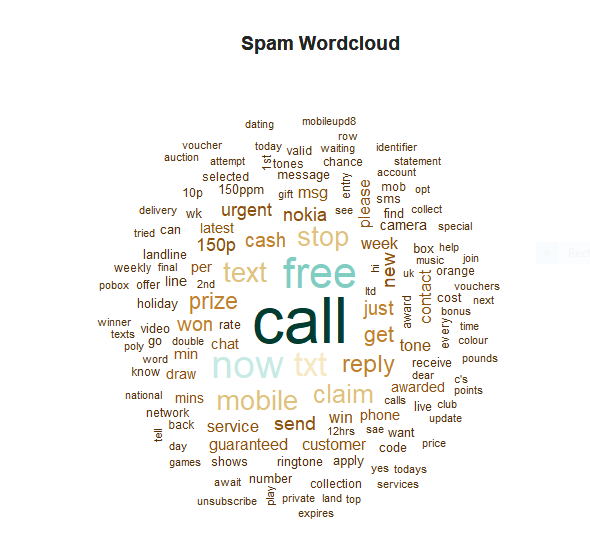 Spam Wordcloud
dating
mobileupd8
row
voucher
today
valid
waiting
identifier
auction
attempt
1st
tones
chance
statement
selected
message
entry
account
10p
150ppm
gift
msg
please
mob
opt
sms
delivery
wk
urgent
nokia
see
find
collect
tried
can
latest
stop
camera
special
150p
cash
week
landline
box
help
weekly
final
per
text
free
hi
new
music
join
uk
contact
orange
pobox
offer
line
2nd
ltd
vouchers
holiday
prize
call
just
award
cost
next
winner
video
won
rate
every
bonus
time
texts
go
double
chat
get
tone
colour
poly
word
min
now
txt
reply
receive
pounds
know
draw
dear
c's
awarded
points
national
mins
mobile
claim
calls
live
club
network
back
service
send
win
phone
update
tell
12hrs
sae
want
day
guaranteed
customer
code
price
games
shows
ringtone
apply
yes
todays
await
number
collection
services
unsubscribe
play
private
land
top
expires